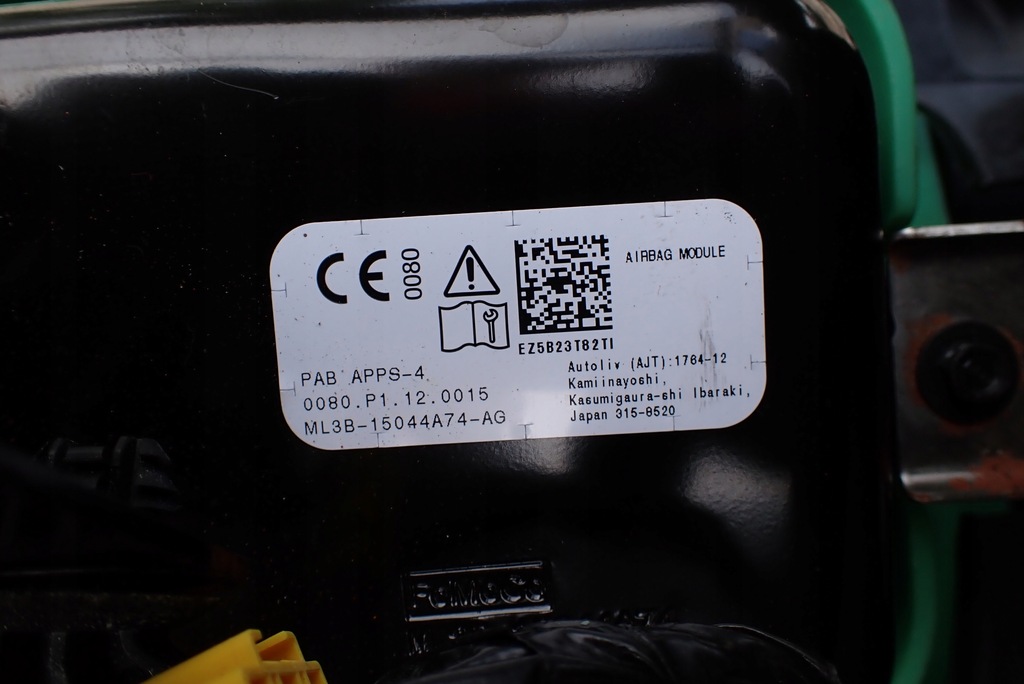 CE 0080
AIRBAG MODULE
EZ5B23T82TI
PAB APPS-4
0080.P1.12.0015
ML3B-15044A74-AG
Autoliv (AJT):1764-12
Kamiinayoshi,
Kasumigaura-shi Ibaraki,
Japan 315-8520
FoMoCo